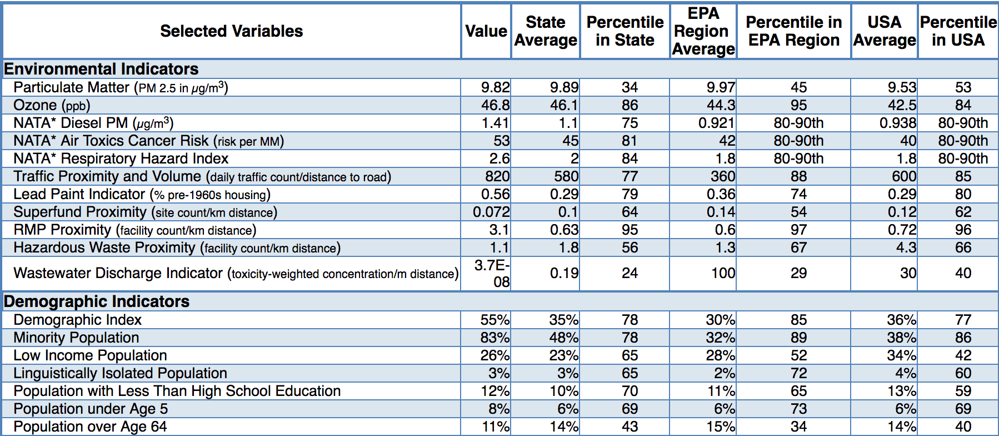 Selected Variables Value State Average Percentile in State EPA Region Average Percentile in EPA Region USA Average Percentile in USA
Environmental Indicators
Particulate Matter (PM 2.5 in µg/m³) 9.82 9.89 34 9.97 45 9.53 53
Ozone (ppb) 46.8 46.1 86 44.3 95 42.5 84
NATA* Diesel PM (µg/m³) 1.41 1.1 75 0.921 80-90th 0.938 80-90th
NATA* Air Toxics Cancer Risk (risk per MM) 53 45 81 42 80-90th 40 80-90th
NATA* Respiratory Hazard Index 2.6 2 84 1.8 80-90th 1.8 80-90th
Traffic Proximity and Volume (daily traffic count/distance to road) 820 580 77 360 88 600 85
Lead Paint Indicator (% pre-1960s housing) 0.56 0.29 79 0.36 74 0.29 80
Superfund Proximity (site count/km distance) 0.072 0.1 64 0.14 54 0.12 62
RMP Proximity (facility count/km distance) 3.1 0.63 95 0.6 97 0.72 96
Hazardous Waste Proximity (facility count/km distance) 1.1 1.8 56 1.3 67 4.3 66
Wastewater Discharge Indicator (toxicity-weighted concentration/m distance) 3.7E-08 0.19 24 100 29 30 40
Demographic Indicators
Demographic Index 55% 35% 78 30% 85 36% 77
Minority Population 83% 48% 78 32% 89 38% 86
Low Income Population 26% 23% 65 28% 52 34% 42
Linguistically Isolated Population 3% 3% 65 2% 72 4% 60
Population with Less Than High School Education 12% 10% 70 11% 65 13% 59
Population under Age 5 8% 6% 69 6% 73 6% 69
Population over Age 64 11% 14% 43 15% 34 14% 40